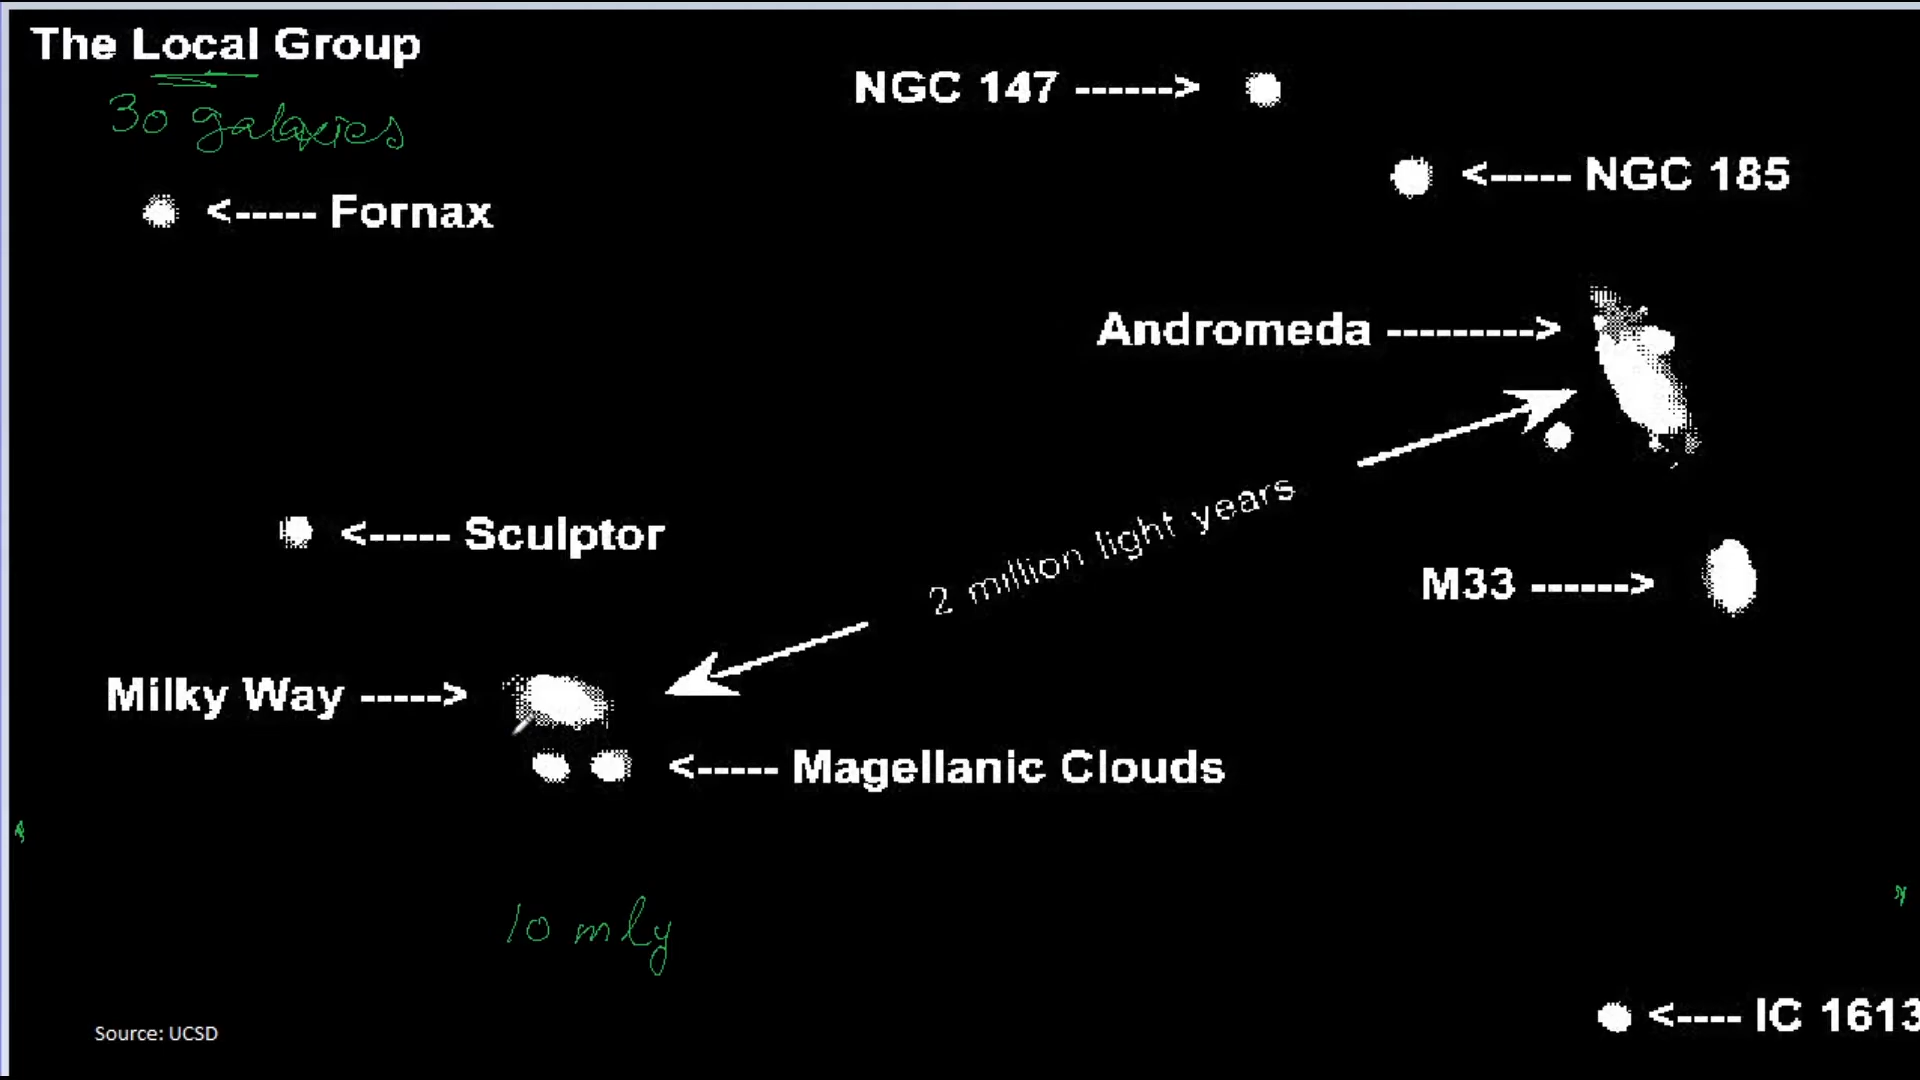 The Local Group
30 galaxies
NGC 147 ------>
<----- NGC 185
<----- Fornax
Andromeda --------->
2 million light years
<----- Sculptor
M33 ------>
Milky Way ----->
<----- Magellanic Clouds
10 mly
<---- IC 1613
Source: UCSD